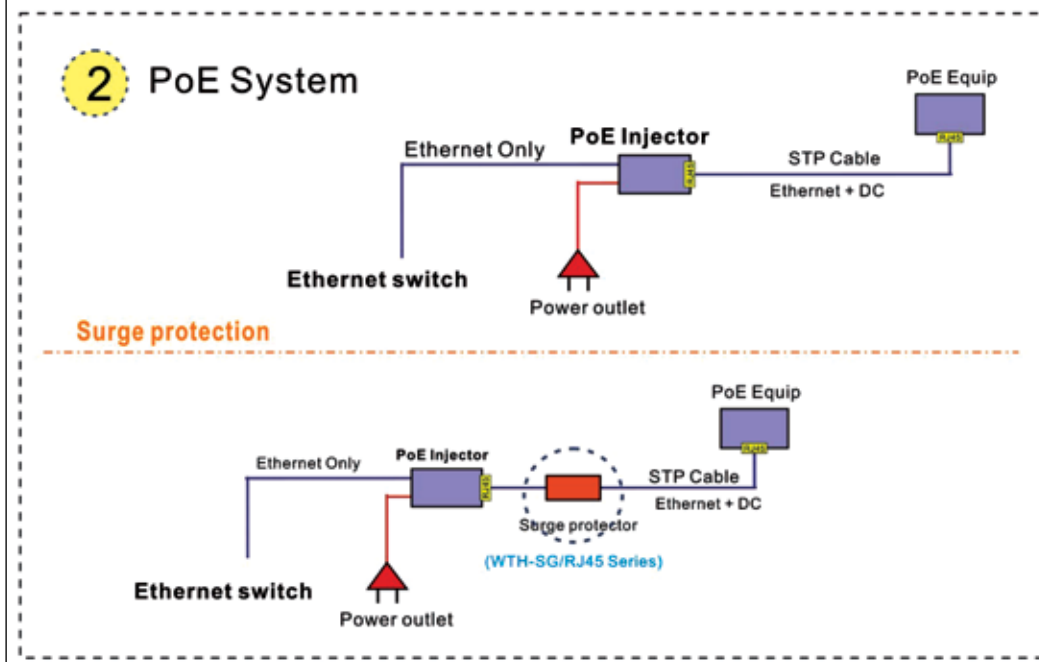 2 PoE System
PoE Equip
RJ45
PoE Injector
Ethernet Only
RJ45
STP Cable
Ethernet + DC
Ethernet switch
Power outlet
Surge protection
PoE Equip
RJ45
PoE Injector
Ethernet Only
RJ45
STP Cable
Ethernet + DC
Surge protector
(WTH-SG/RJ45 Series)
Ethernet switch
Power outlet